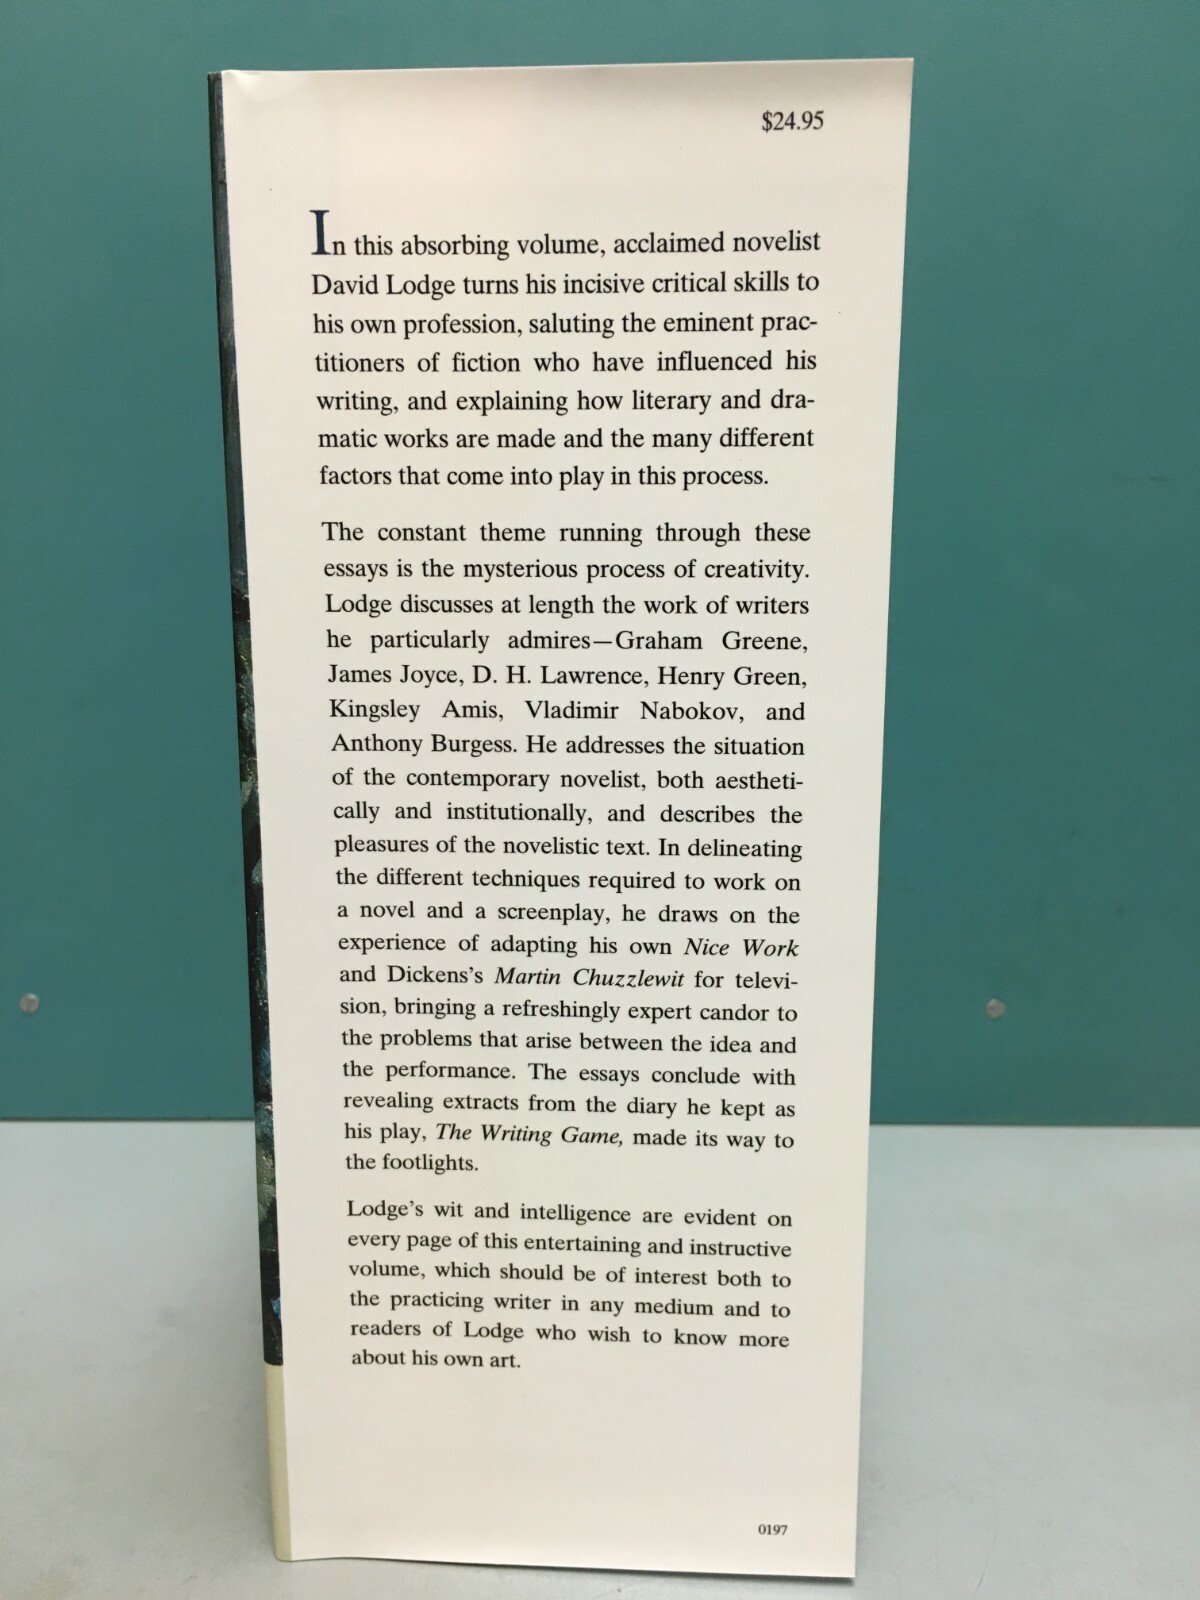 $24.95
In this absorbing volume, acclaimed novelist
David Lodge turns his incisive critical skills to
his own profession, saluting the eminent prac-
titioners of fiction who have influenced his
writing, and explaining how literary and dra-
matic works are made and the many different
factors that come into play in this process.
The constant theme running through these
essays is the mysterious process of creativity.
Lodge discusses at length the work of writers
he particularly admires—Graham Greene,
James Joyce, D. H. Lawrence, Henry Green,
Kingsley Amis, Vladimir Nabokov, and
Anthony Burgess. He addresses the situation
of the contemporary novelist, both aestheti-
cally and institutionally, and describes the
pleasures of the novelistic text. In delineating
the different techniques required to work on
a novel and a screenplay, he draws on the
experience of adapting his own Nice Work
and Dickens's Martin Chuzzlewit for televi-
sion, bringing a refreshingly expert candor to
the problems that arise between the idea and
the performance. The essays conclude with
revealing extracts from the diary he kept as
his play, The Writing Game, made its way to
the footlights.
Lodge's wit and intelligence are evident on
every page of this entertaining and instructive
volume, which should be of interest both to
the practicing writer in any medium and to
readers of Lodge who wish to know more
about his own art.
0197